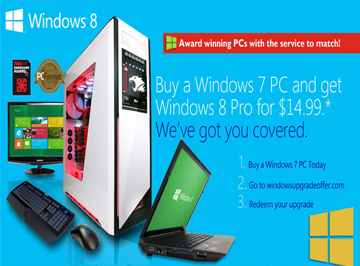 Windows 8
Award winning PCs with the service to match!
Buy a Windows 7 PC and get
Windows 8 Pro for $14.99.*
We've got you covered.
1. Buy a Windows 7 PC Today
2. Go to windowsupgradeoffer.com
3. Redeem your upgrade